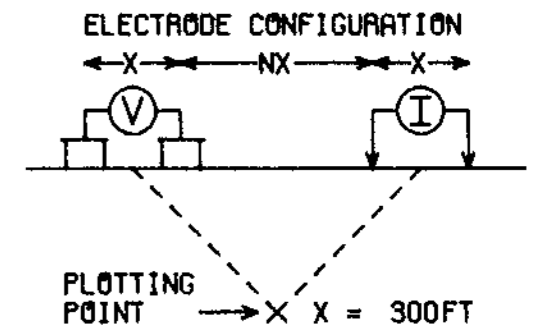 ELECTRODE CONFIGURATION
X NX X
V I
PLOTTING
POINT X X = 300FT